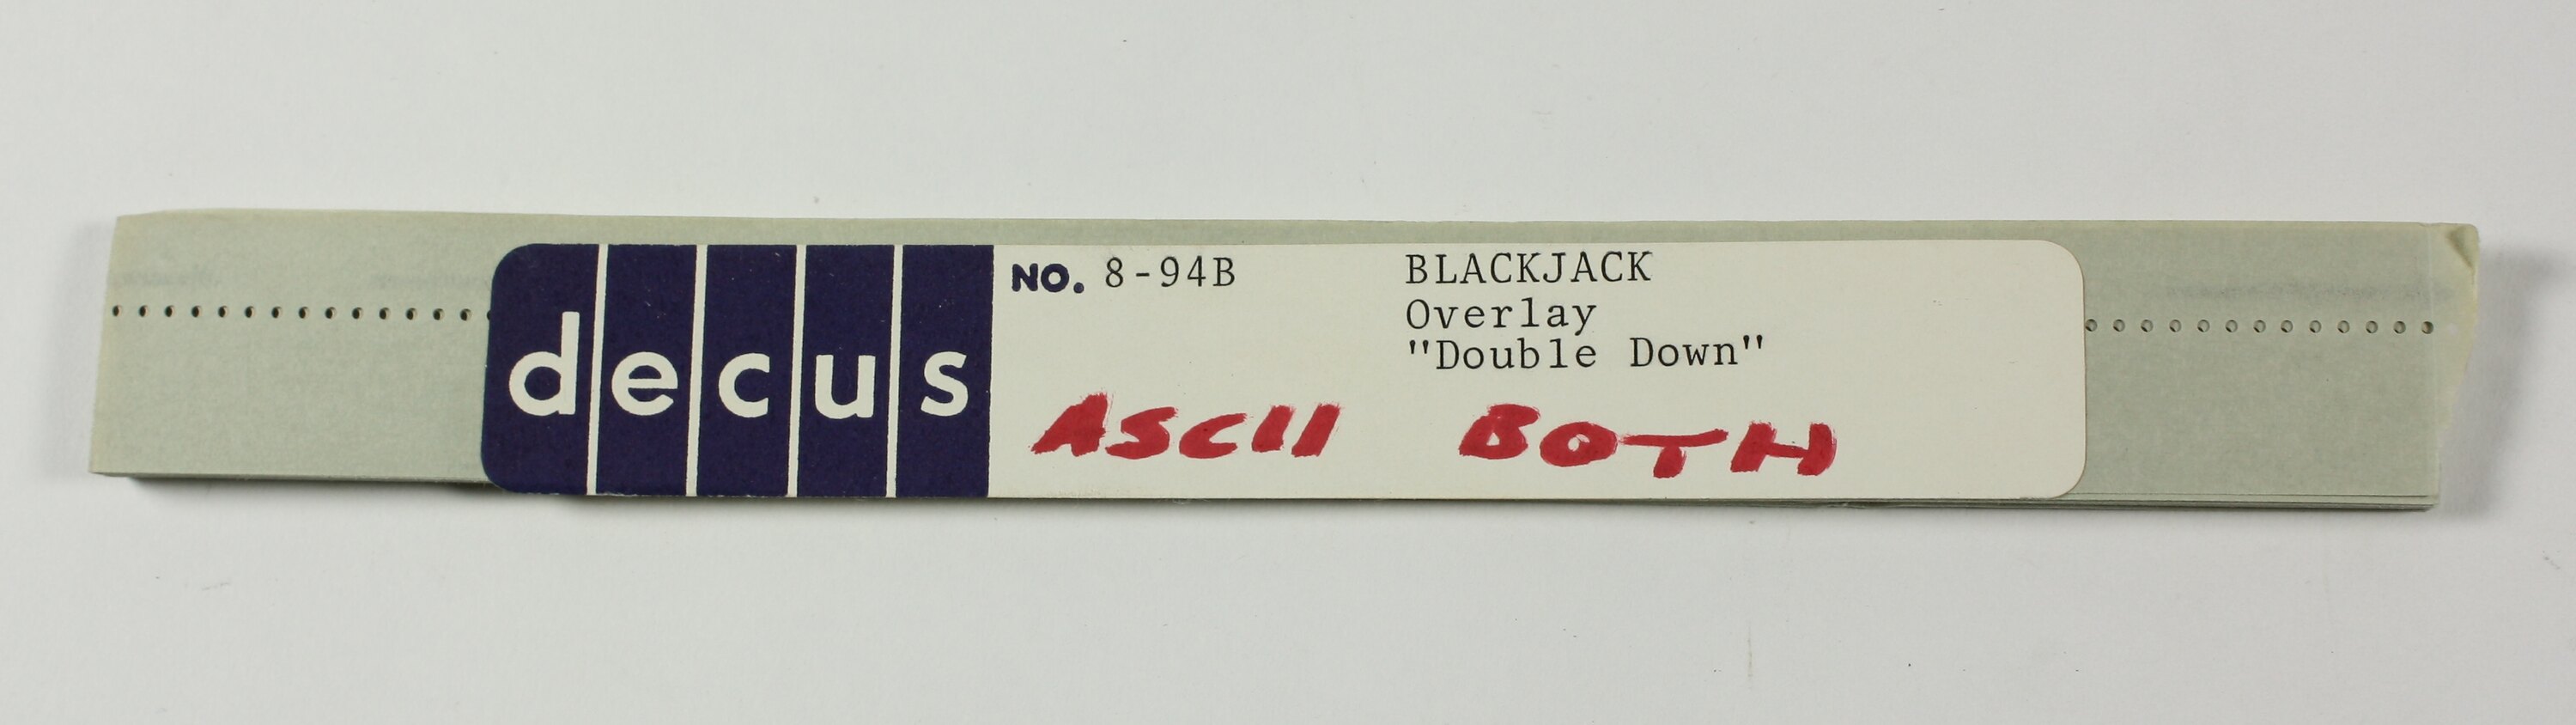 decus
NO. 8-94B
BLACKJACK
Overlay
"Double Down"
ASCII BOTH